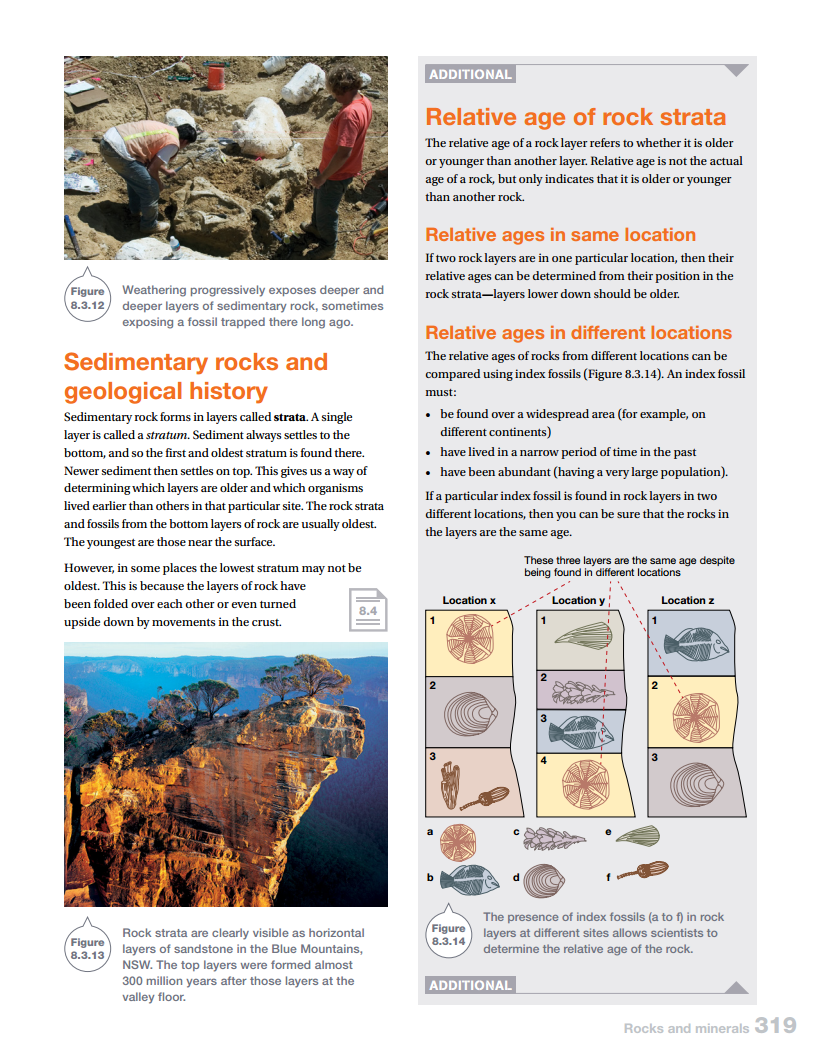 Figure
8.3.12
Weathering progressively exposes deeper and
deeper layers of sedimentary rock, sometimes
exposing a fossil trapped there long ago.
Sedimentary rocks and
geological history
Sedimentary rock forms in layers called strata. A single
layer is called a stratum. Sediment always settles to the
bottom, and so the first and oldest stratum is found there.
Newer sediment then settles on top. This gives us a way of
determining which layers are older and which organisms
lived earlier than others in that particular site. The rock strata
and fossils from the bottom layers of rock are usually oldest.
The youngest are those near the surface.
However, in some places the lowest stratum may not be
oldest. This is because the layers of rock have
been folded over each other or even turned
upside down by movements in the crust.
8.4
Figure
8.3.13
Rock strata are clearly visible as horizontal
layers of sandstone in the Blue Mountains,
NSW. The top layers were formed almost
300 million years after those layers at the
valley floor.
ADDITIONAL
Relative age of rock strata
The relative age of a rock layer refers to whether it is older
or younger than another layer. Relative age is not the actual
age of a rock, but only indicates that it is older or younger
than another rock.
Relative ages in same location
If two rock layers are in one particular location, then their
relative ages can be determined from their position in the
rock strata—layers lower down should be older.
Relative ages in different locations
The relative ages of rocks from different locations can be
compared using index fossils (Figure 8.3.14). An index fossil
must:
• be found over a widespread area (for example, on
different continents)
• have lived in a narrow period of time in the past
• have been abundant (having a very large population).
If a particular index fossil is found in rock layers in two
different locations, then you can be sure that the rocks in
the layers are the same age.
These three layers are the same age despite
being found in different locations
Location x
1
2
3
Location y
1
2
3
4
Location z
1
2
3
a
c
e
b
d
f
Figure
8.3.14
The presence of index fossils (a to f) in rock
layers at different sites allows scientists to
determine the relative age of the rock.
ADDITIONAL
Rocks and minerals 319